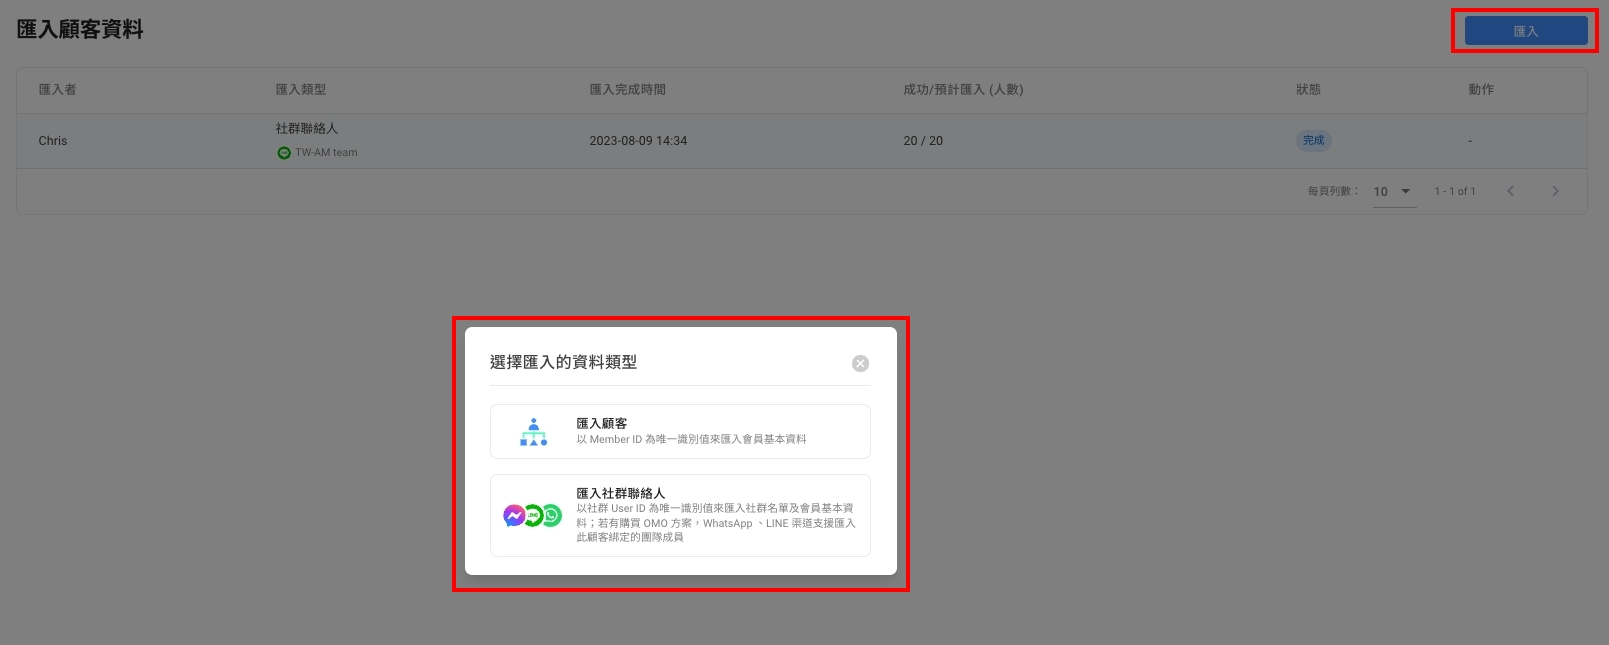 匯入顧客資料
匯入
匯入者 匯入類型 匯入完成時間 成功/預計匯入 (人數) 狀態 動作
Chris 社群聯絡人 2023-08-09 14:34 20 / 20 完成 -
TW-AM team
每頁列數： 10 1 - 1 of 1
選擇匯入的資料類型
匯入顧客
以 Member ID 為唯一識別值來匯入會員基本資料
匯入社群聯絡人
以社群 User ID 為唯一識別值來匯入社群名單及會員基本資
料；若有購買 OMO 方案，WhatsApp 、LINE 渠道支援匯入
此顧客綁定的團隊成員